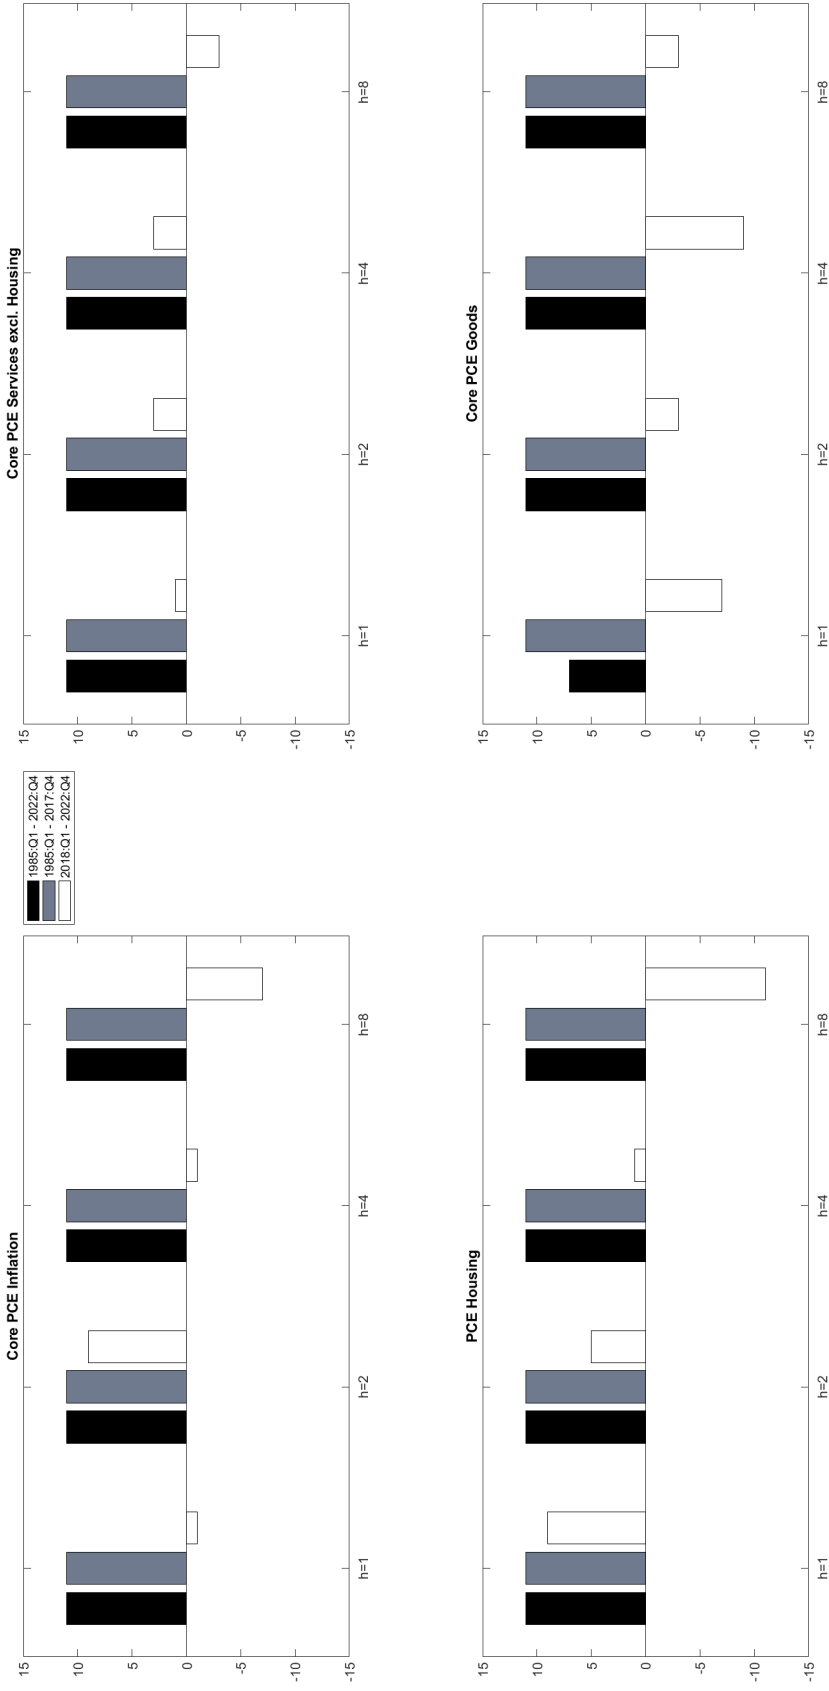 Core PCE Inflation
15
10
5
0
-5
-10
-15
h=1
h=2
h=4
h=8
1985:Q1 - 2022:Q4
1985:Q1 - 2017:Q4
2018:Q1 - 2022:Q4
Core PCE Services excl. Housing
15
10
5
0
-5
-10
-15
h=1
h=2
h=4
h=8
PCE Housing
15
10
5
0
-5
-10
-15
h=1
h=2
h=4
h=8
Core PCE Goods
15
10
5
0
-5
-10
-15
h=1
h=2
h=4
h=8